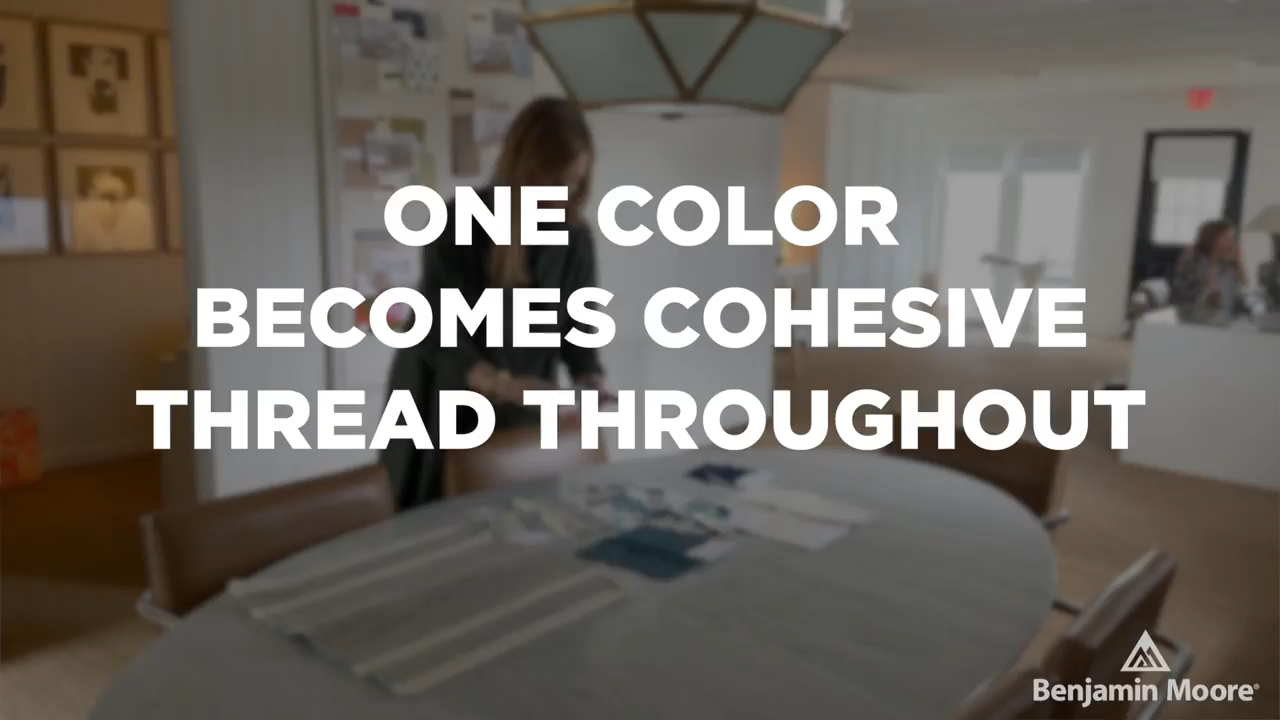 ONE COLOR
BECOMES COHESIVE
THREAD THROUGHOUT
Benjamin Moore®